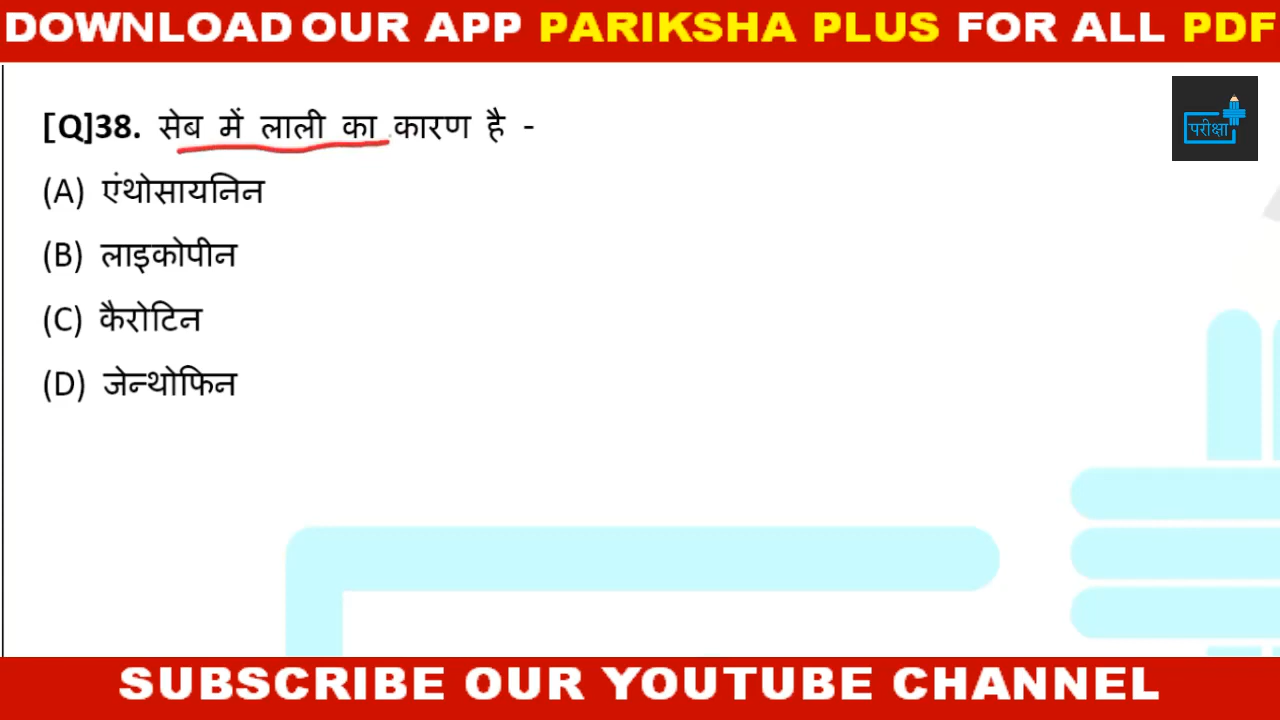 DOWNLOAD OUR APP PARIKSHA PLUS FOR ALL PDF
परीक्षा
[Q]38. सेब में लाली का कारण है -
(A) एंथोसायनिन
(B) लाइकोपीन
(C) कैरोटिन
(D) जेन्थोफिन
SUBSCRIBE OUR YOUTUBE CHANNEL